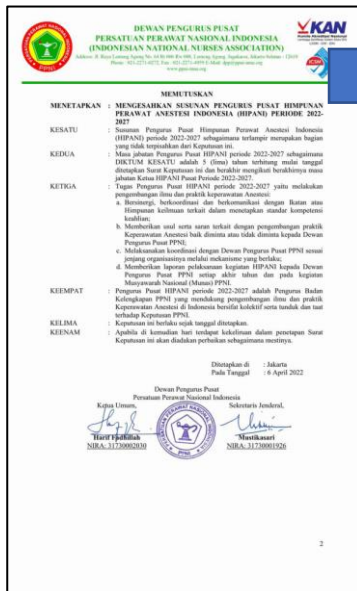 DEWAN PENGURUS PUSAT
PERSATUAN PERAWAT NASIONAL INDONESIA
(INDONESIAN NATIONAL NURSES ASSOCIATION)
KAN
MEMUTUSKAN
MENETAPKAN : MENGESAHKAN SUSUNAN PENGURUS PUSAT HIMPUNAN
PERAWAT ANESTESI INDONESIA (HIPANI) PERIODE 2022-
2027
KESATU : Susunan Pengurus Pusat Himpunan Perawat Anestesi Indonesia
(HIPANI) periode 2022-2027 sebagaimana terlampir merupakan bagian
yang tidak terpisahkan dari Keputusan ini.
KEDUA : Masa jabatan Pengurus Pusat HIPANI periode 2022-2027 sebagaimana
DIKTUM KESATU adalah 5 (lima) tahun terhitung mulai tanggal
ditetapkan Surat Keputusan ini dan berakhir mengikuti berakhirnya masa
jabatan Ketua HIPANI Pusat Periode 2022-2027.
KETIGA : Tugas Pengurus Pusat HIPANI periode 2022-2027 yaitu melakukan
pengembangan ilmu dan praktik keperawatan Anestesi:
a. Bersinergi, berkoordinasi dan berkomunikasi dengan Ikatan atau
Himpunan keilmuan terkait dalam menetapkan standar kompetensi
keahlian;
b. Memberikan usul serta saran terkait dengan pengembangan praktik
Keperawatan Anestesi baik diminta atau tidak diminta kepada Dewan
Pengurus Pusat PPNI;
c. Melaksanakan koordinasi dengan Dewan Pengurus Pusat PPNI sesuai
jenjang organisasinya melalui mekanisme yang berlaku;
d. Memberikan laporan pelaksanaan kegiatan HIPANI kepada Dewan
Pengurus Pusat PPNI setiap akhir tahun dan pada kegiatan
Musyawarah Nasional (Munas) PPNI.
KEEMPAT : Pengurus Pusat HIPANI periode 2022-2027 adalah Pengurus Badan
Kelengkapan PPNI yang mendukung pengembangan ilmu dan praktik
Keperawatan Anestesi di Indonesia bersifat kolektif serta tunduk dan taat
terhadap Keputusan PPNI.
KELIMA : Keputusan ini berlaku sejak tanggal ditetapkan.
KEENAM : Apabila di kemudian hari terdapat kekeliruan dalam penetapan Surat
Keputusan ini akan diadakan perbaikan sebagaimana mestinya.
Ditetapkan di : Jakarta
Pada Tanggal : 6 April 2022
Dewan Pengurus Pusat
Persatuan Perawat Nasional Indonesia
Ketua Umum, Sekretaris Jenderal,
Harif Fadhillah Mustikasari
NIRA: 31730002030 NIRA: 31730001926
2